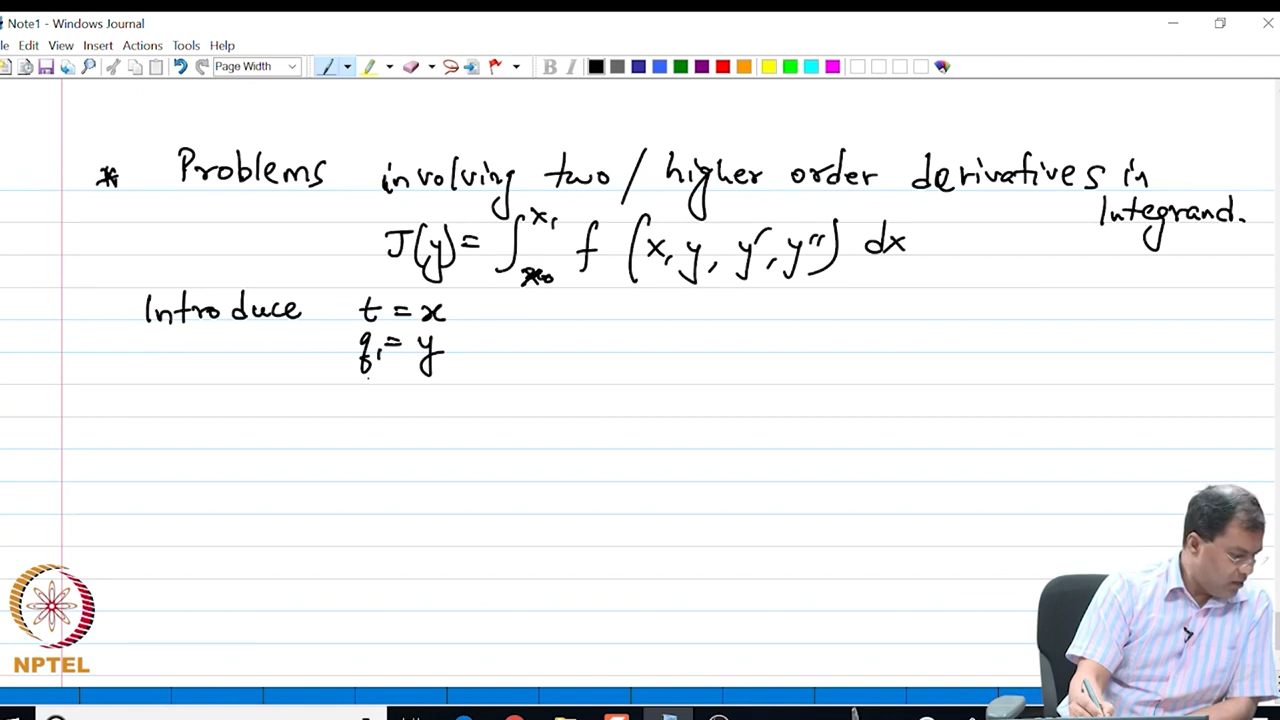 Note1 - Windows Journal
le Edit View Insert Actions Tools Help
Page Width
B I
* Problems involving two / higher order derivatives in
Integrand.
J(y) = ∫_{x₀}^{x₁} f (x, y, y', y'') dx
Introduce t = x
q₁ = y
NPTEL